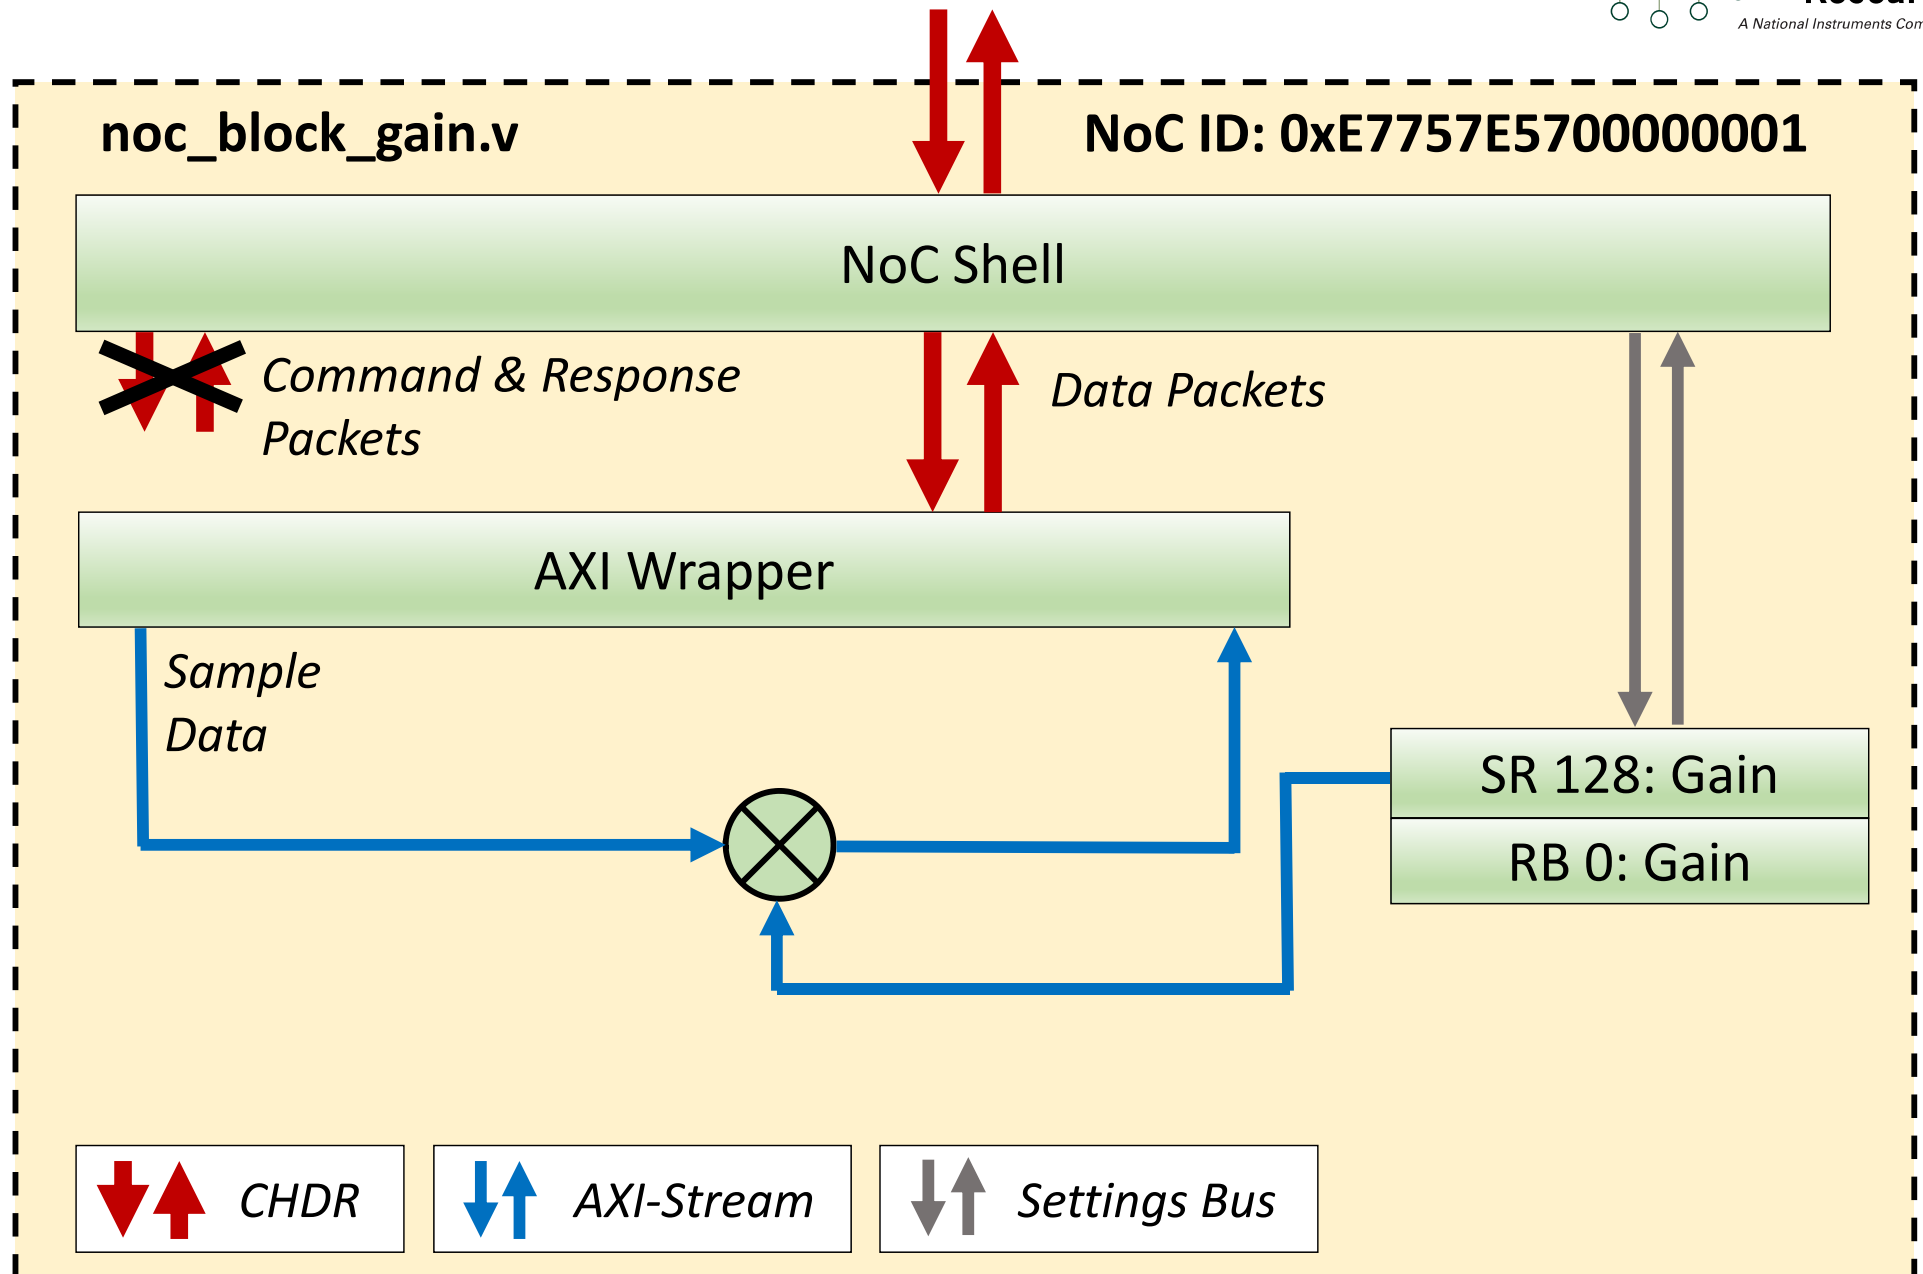 A National Instruments Com
noc_block_gain.v
NoC ID: 0xE7757E5700000001
NoC Shell
Command & Response
Packets
Data Packets
AXI Wrapper
Sample
Data
SR 128: Gain
RB 0: Gain
CHDR
AXI-Stream
Settings Bus